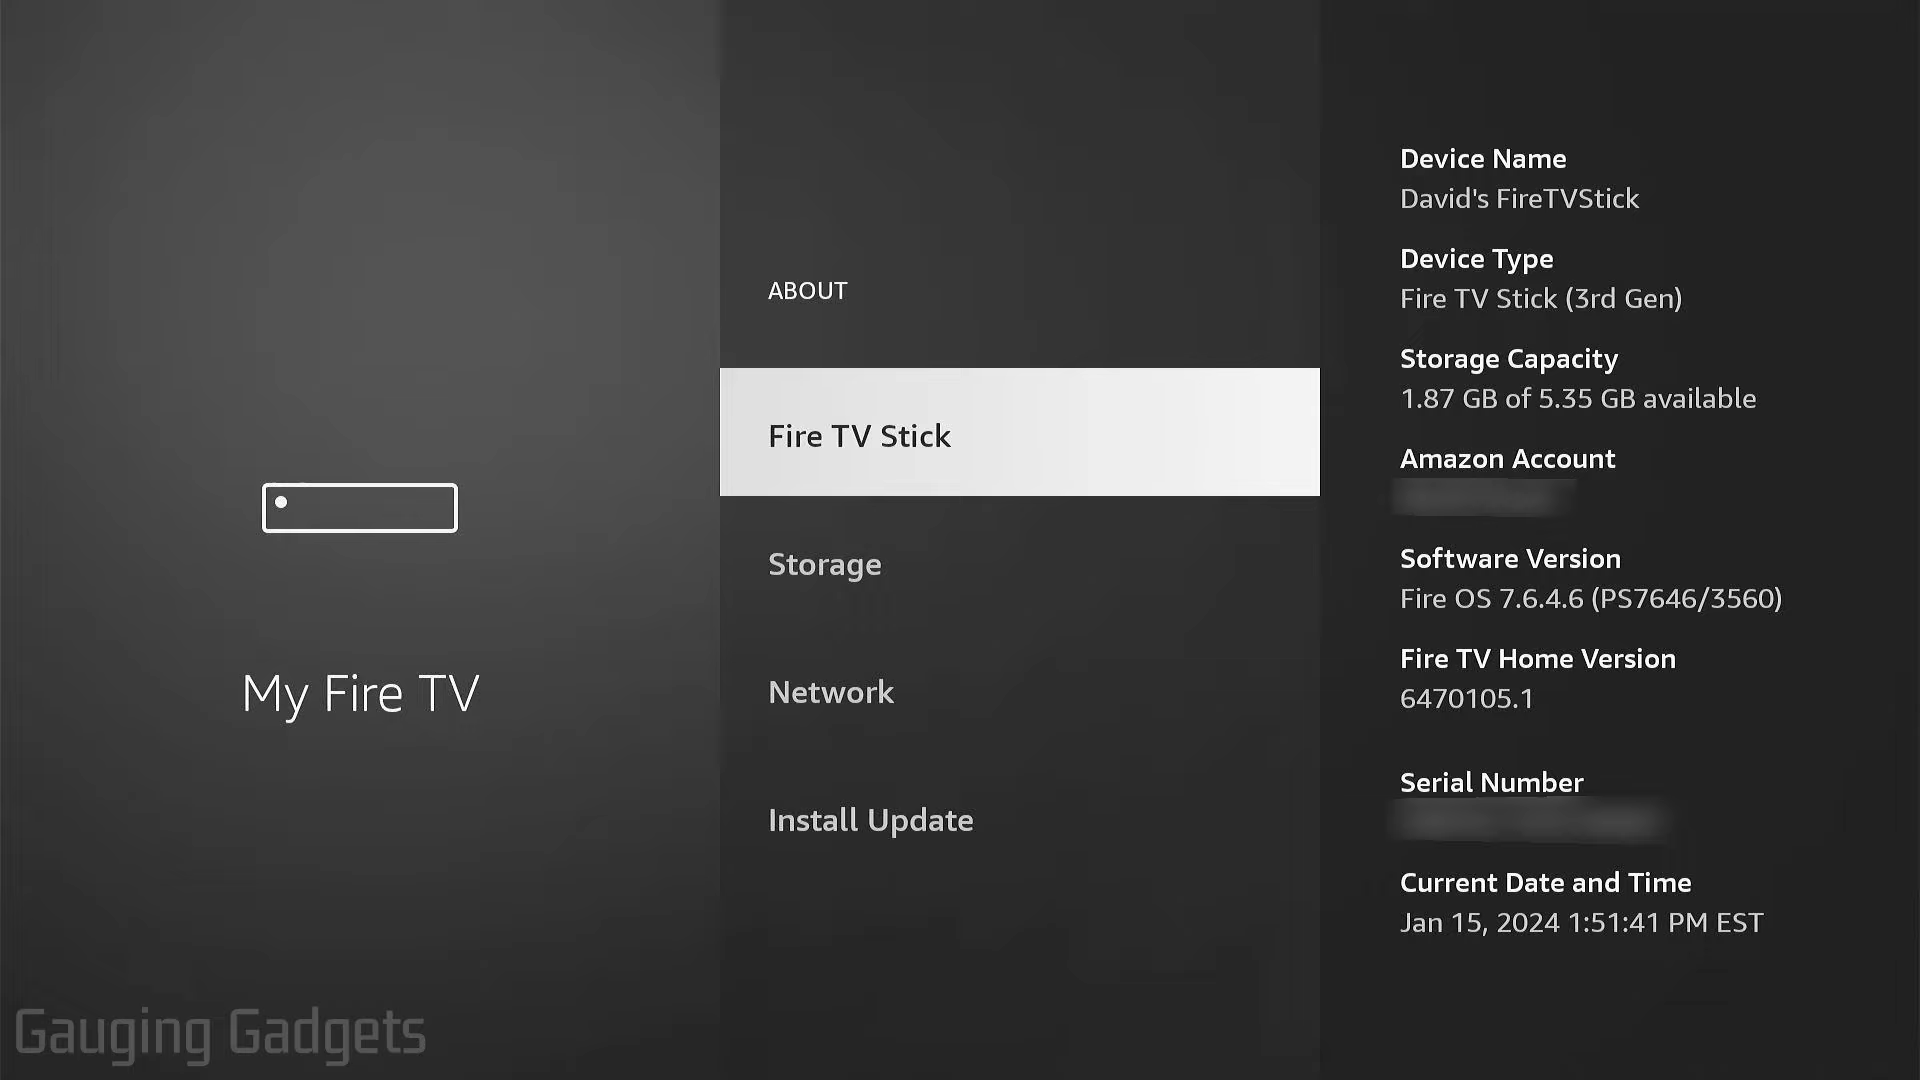 My Fire TV
ABOUT
Fire TV Stick
Storage
Network
Install Update
Device Name
David's FireTVStick
Device Type
Fire TV Stick (3rd Gen)
Storage Capacity
1.87 GB of 5.35 GB available
Amazon Account
Software Version
Fire OS 7.6.4.6 (PS7646/3560)
Fire TV Home Version
6470105.1
Serial Number
Current Date and Time
Jan 15, 2024 1:51:41 PM EST
Gauging Gadgets